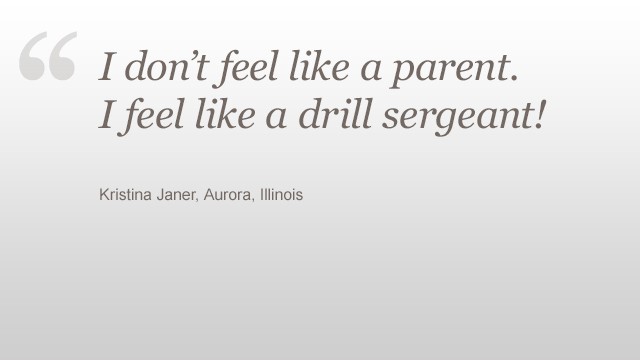 “
I don’t feel like a parent.
I feel like a drill sergeant!
Kristina Janer, Aurora, Illinois